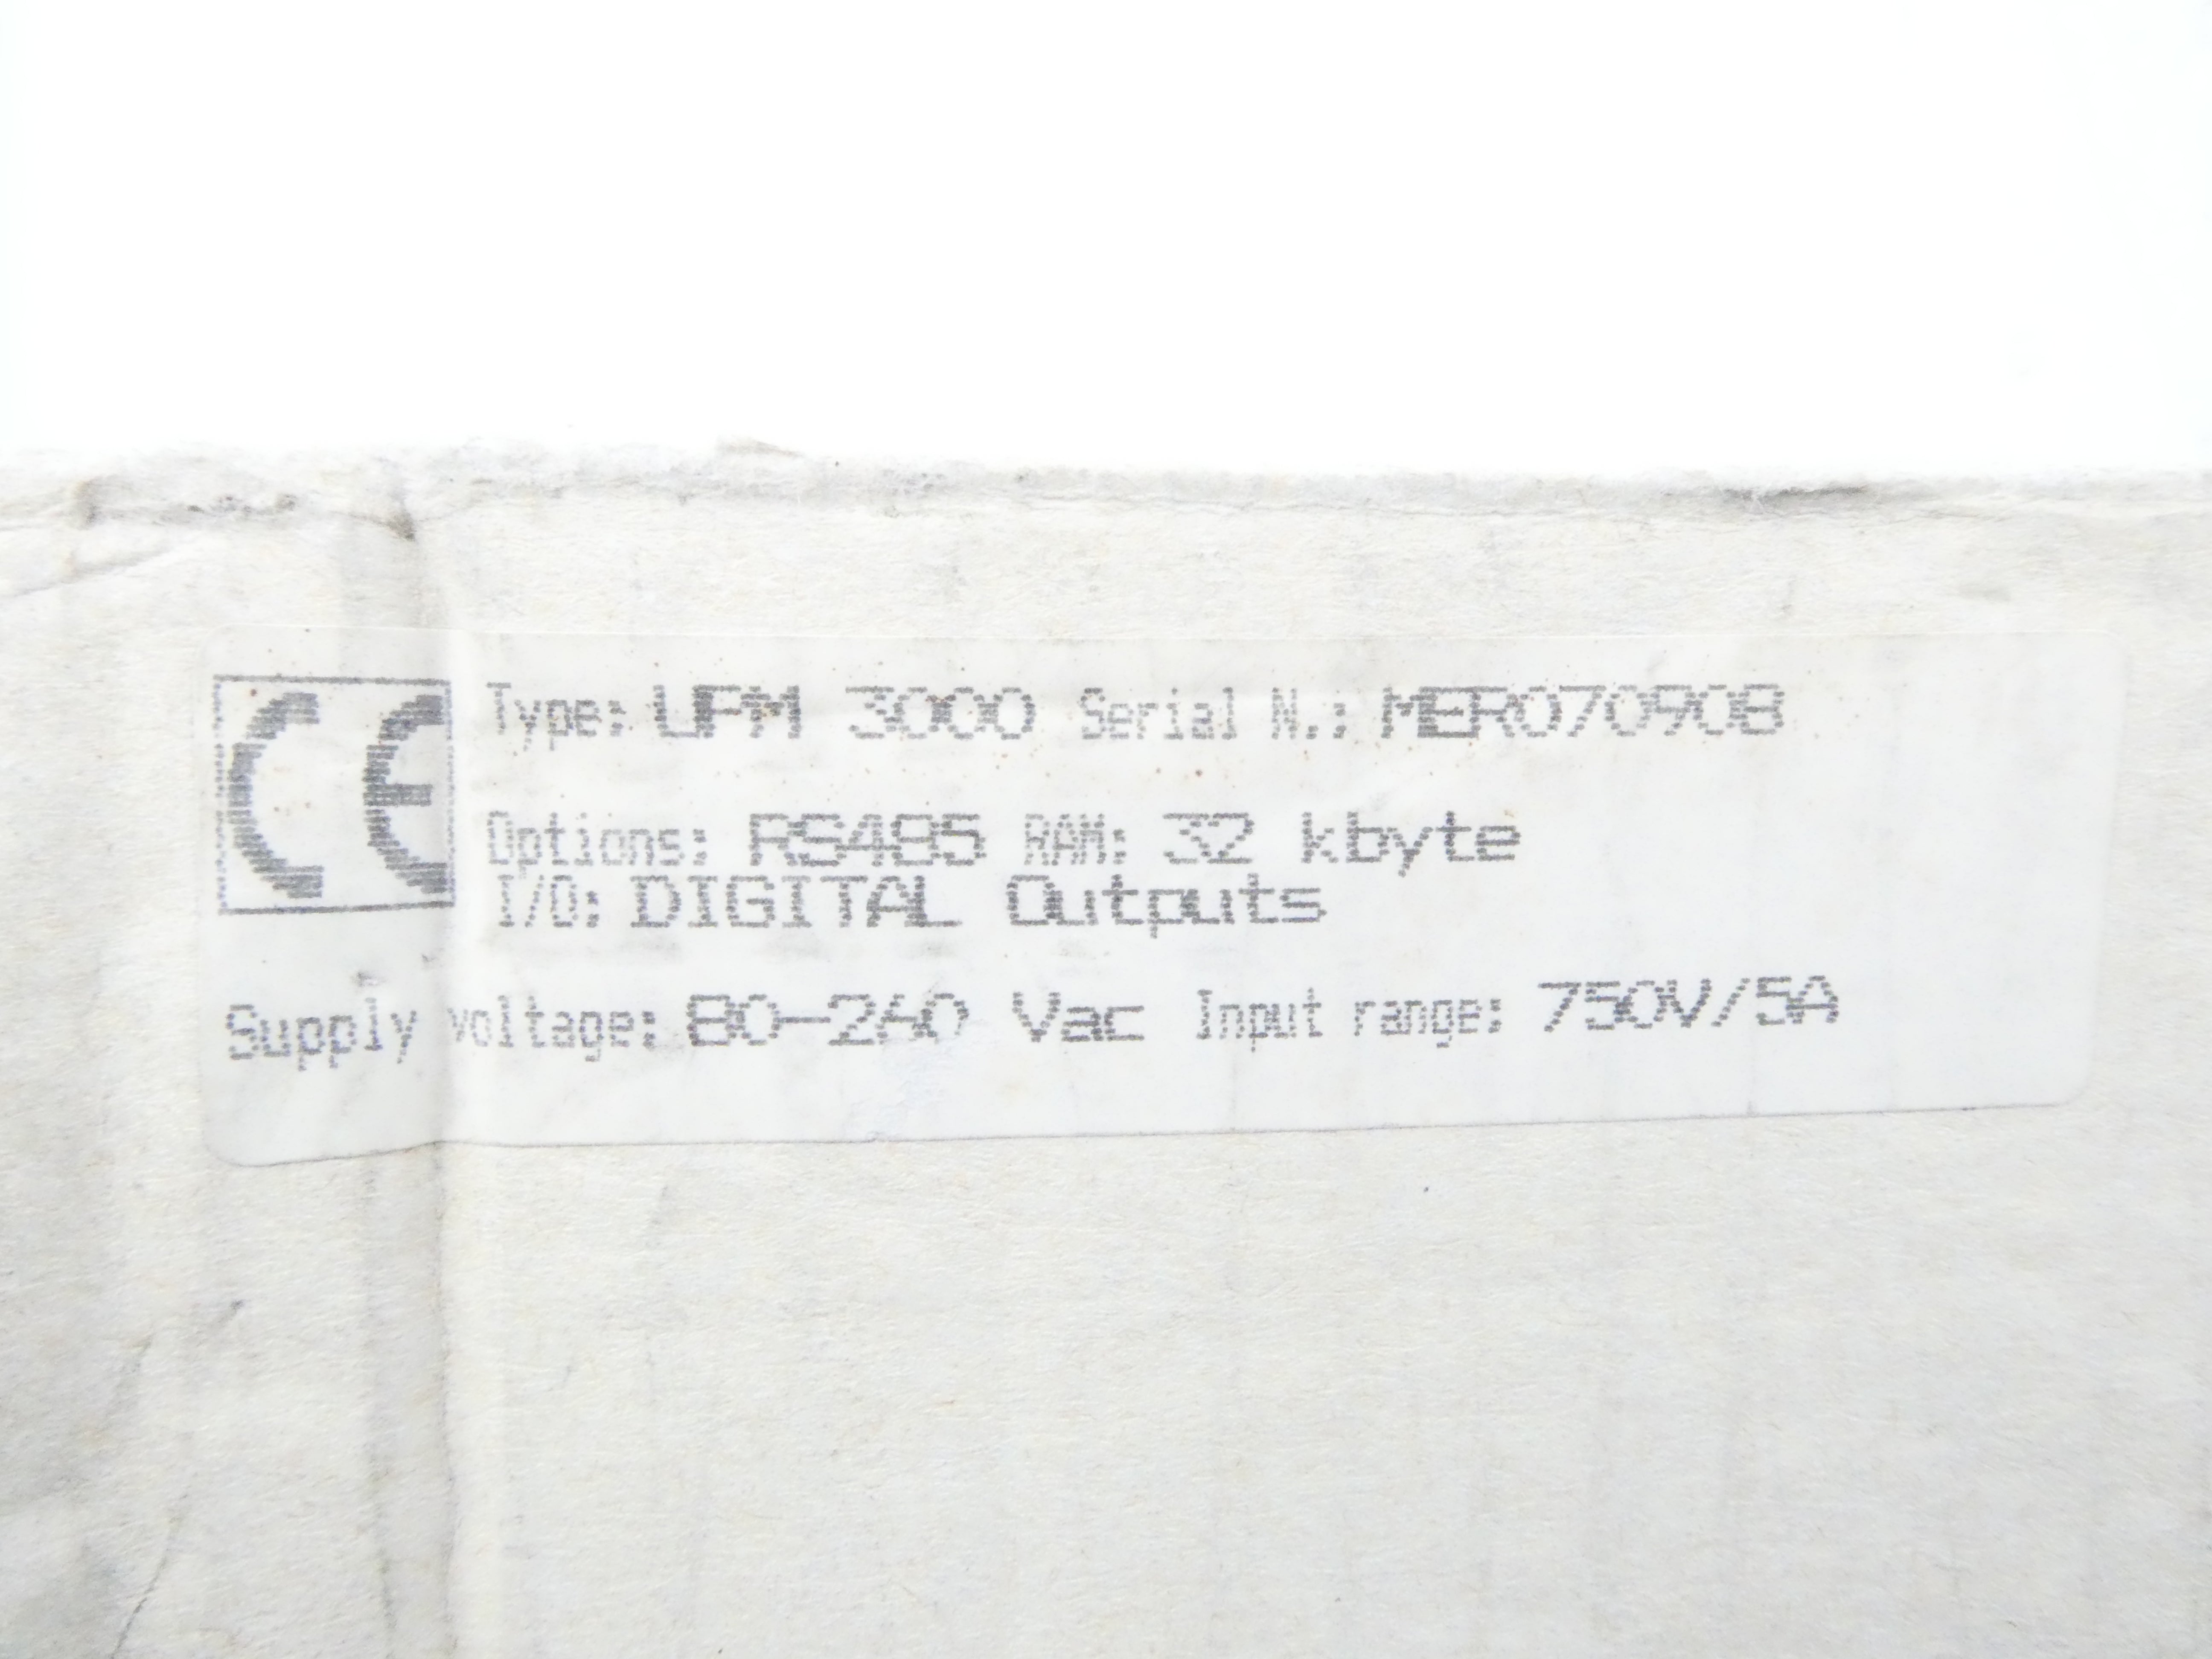 CE
Type: UPM 3000 Serial N.: MER070908
Options: RS485 RAM: 32 kbyte
I/O: DIGITAL Outputs
Supply voltage: 80-260 Vac Input range: 750V/5A